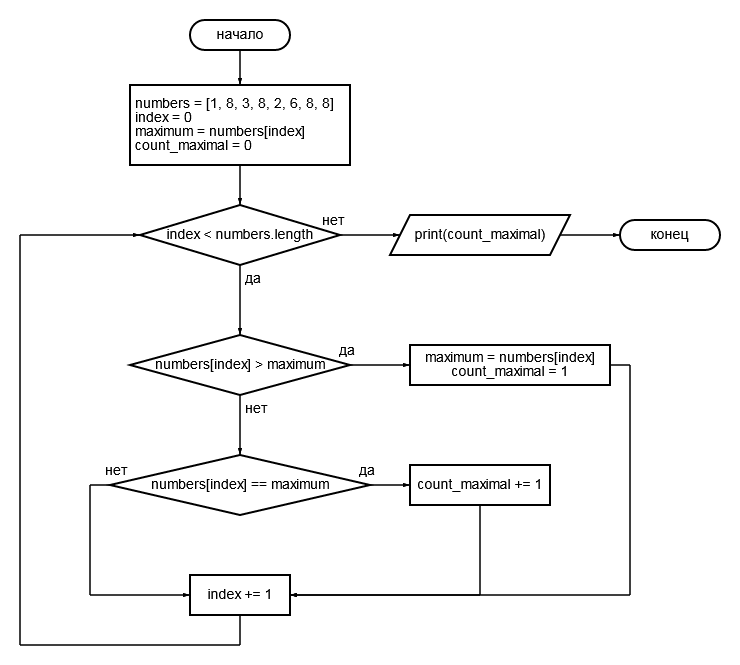 начало
numbers = [1, 8, 3, 8, 2, 6, 8, 8]
index = 0
maximum = numbers[index]
count_maximal = 0
index < numbers.length
нет
print(count_maximal)
конец
да
numbers[index] > maximum
да
maximum = numbers[index]
count_maximal = 1
нет
нет
numbers[index] == maximum
да
count_maximal += 1
index += 1